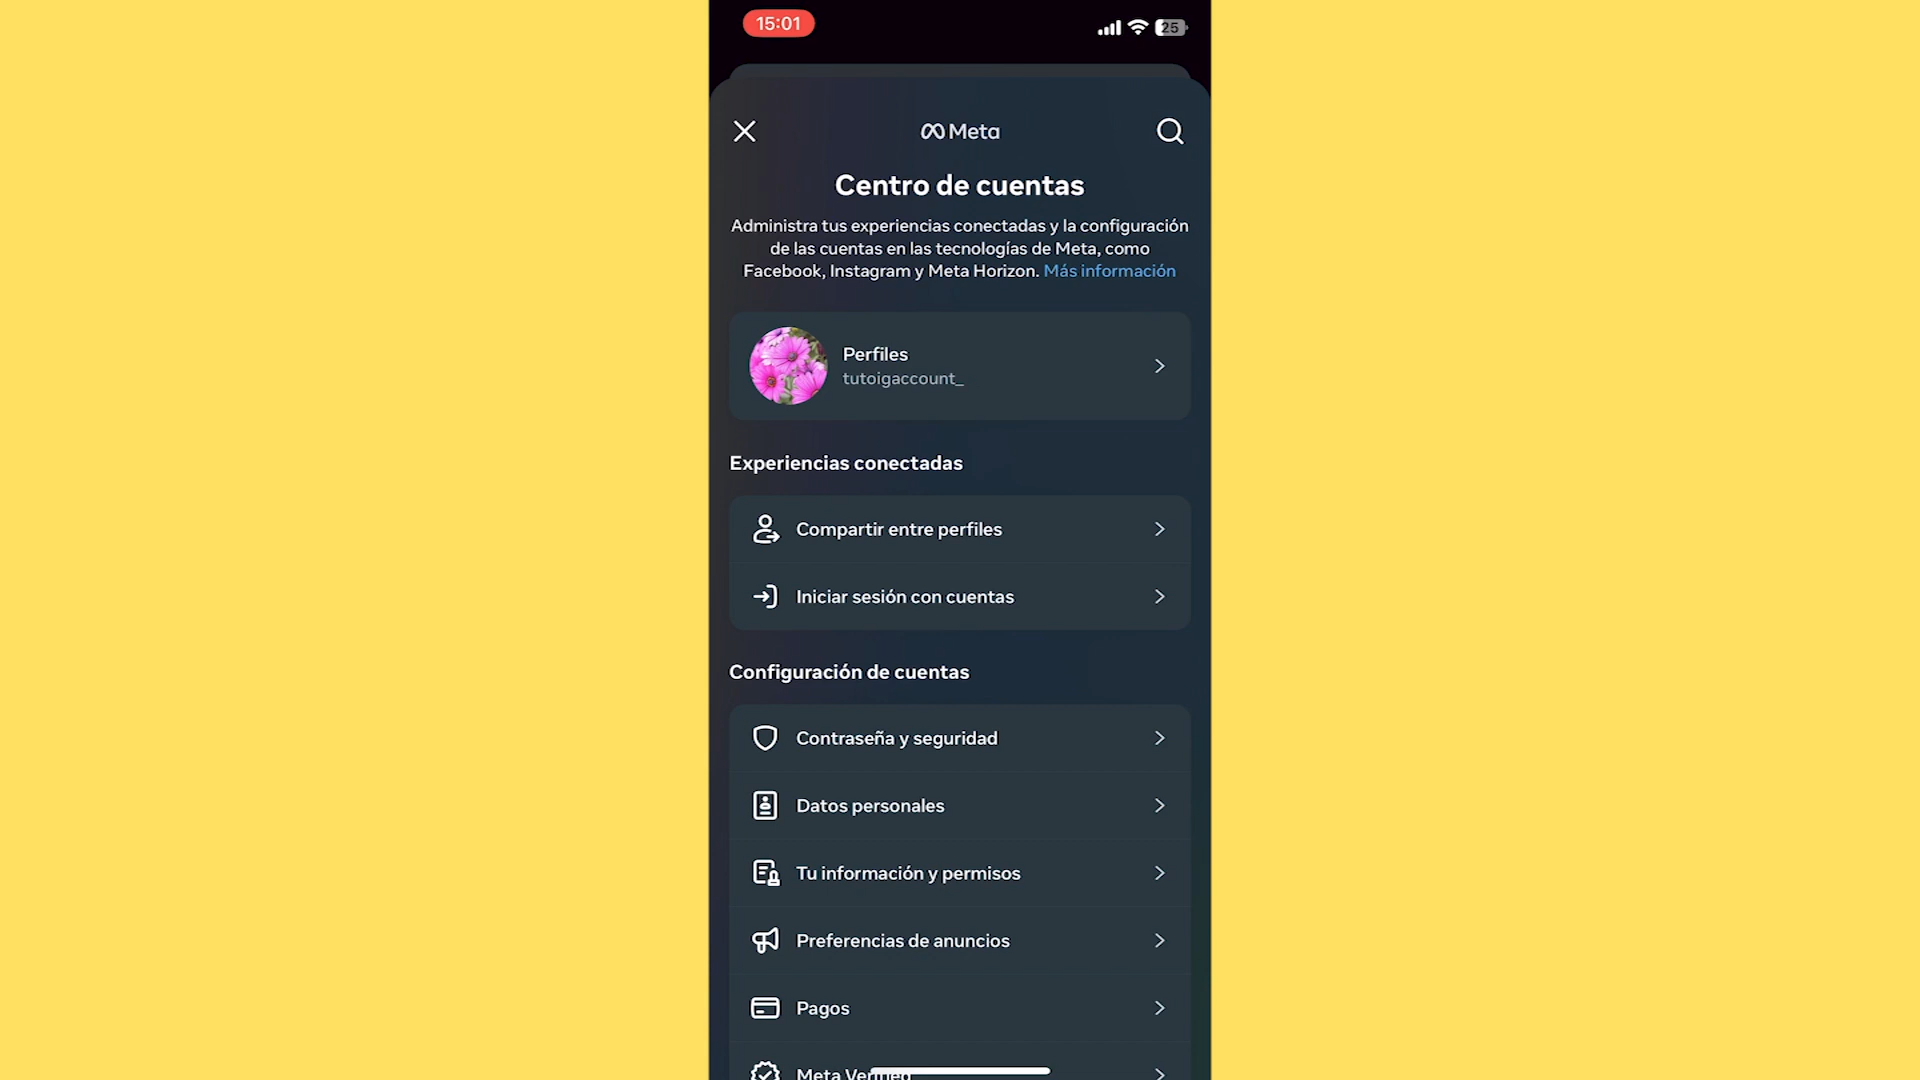 15:01
25
Meta
Centro de cuentas
Administra tus experiencias conectadas y la configuración
de las cuentas en las tecnologías de Meta, como
Facebook, Instagram y Meta Horizon. Más información
Perfiles
tutoigaccount_
Experiencias conectadas
Compartir entre perfiles
Iniciar sesión con cuentas
Configuración de cuentas
Contraseña y seguridad
Datos personales
Tu información y permisos
Preferencias de anuncios
Pagos
Meta Verified